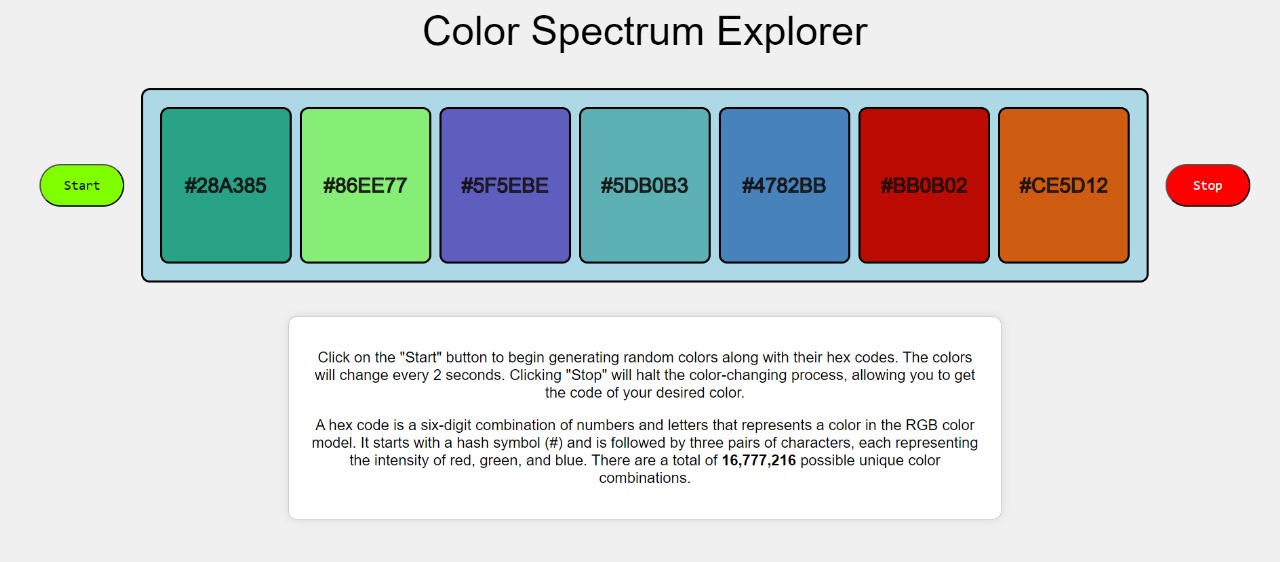 Color Spectrum Explorer
Start
#28A385
#86EE77
#5F5EBE
#5DB0B3
#4782BB
#BB0B02
#CE5D12
Stop
Click on the "Start" button to begin generating random colors along with their hex codes. The colors
will change every 2 seconds. Clicking "Stop" will halt the color-changing process, allowing you to get
the code of your desired color.
A hex code is a six-digit combination of numbers and letters that represents a color in the RGB color
model. It starts with a hash symbol (#) and is followed by three pairs of characters, each representing
the intensity of red, green, and blue. There are a total of 16,777,216 possible unique color
combinations.